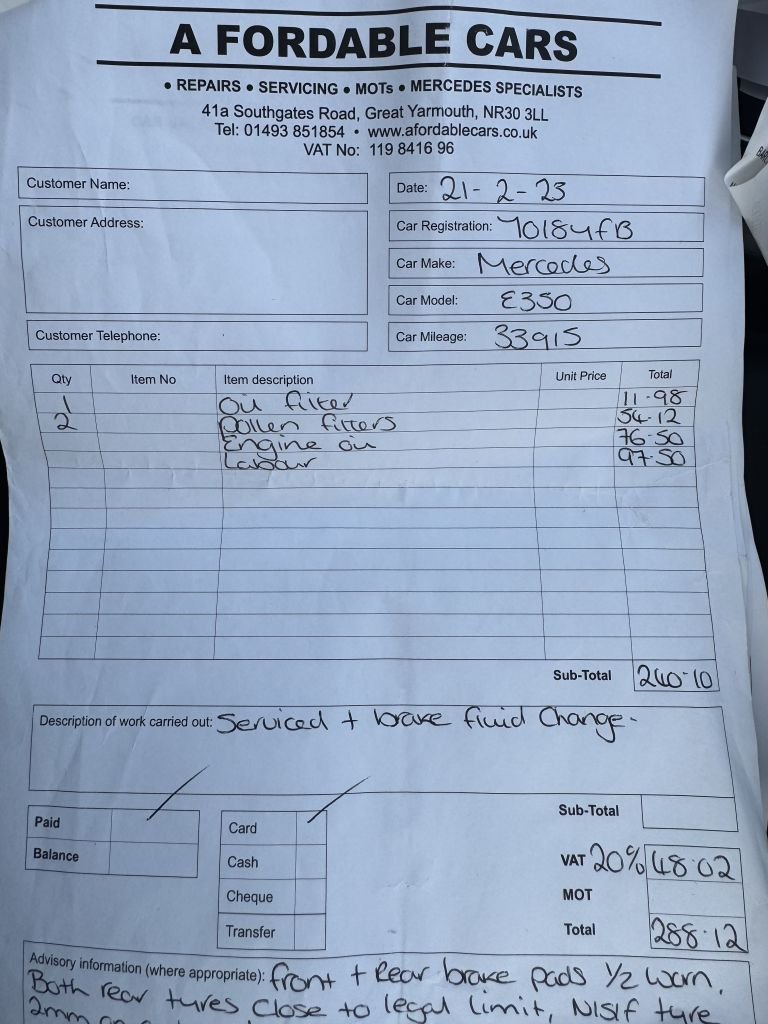 A FORDABLE CARS
• REPAIRS • SERVICING • MOTs • MERCEDES SPECIALISTS
41a Southgates Road, Great Yarmouth, NR30 3LL
Tel: 01493 851854 • www.afordablecars.co.uk
VAT No: 119 8416 96
Customer Name:
Date: 21-2-23
Customer Address:
Car Registration: YO18YFB
Car Make: Mercedes
Car Model: E350
Customer Telephone:
Car Mileage: 33915
Qty Item No Item description Unit Price Total
1 Oil filter 11-98
2 Pollen filters 54.12
Engine oil 76-50
Labour 97.50
Sub-Total 240-10
Description of work carried out: Serviced + brake fluid Change.
Sub-Total
Paid
Card
Balance
Cash
VAT 20% 48.02
Cheque
MOT
Transfer
Total 288.12
Advisory information (where appropriate): front + Rear brake pads 1/2 worn,
Both rear tyres Close to legal limit, N/S/f tyre
2mm on